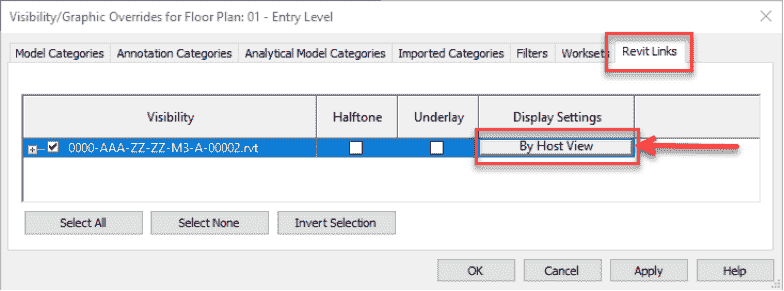 Visibility/Graphic Overrides for Floor Plan: 01 - Entry Level
Model Categories Annotation Categories Analytical Model Categories Imported Categories Filters Worksets Revit Links
Visibility Halftone Underlay Display Settings
0000-AAA-ZZ-ZZ-M3-A-00002.rvt By Host View
Select All Select None Invert Selection
OK Cancel Apply Help